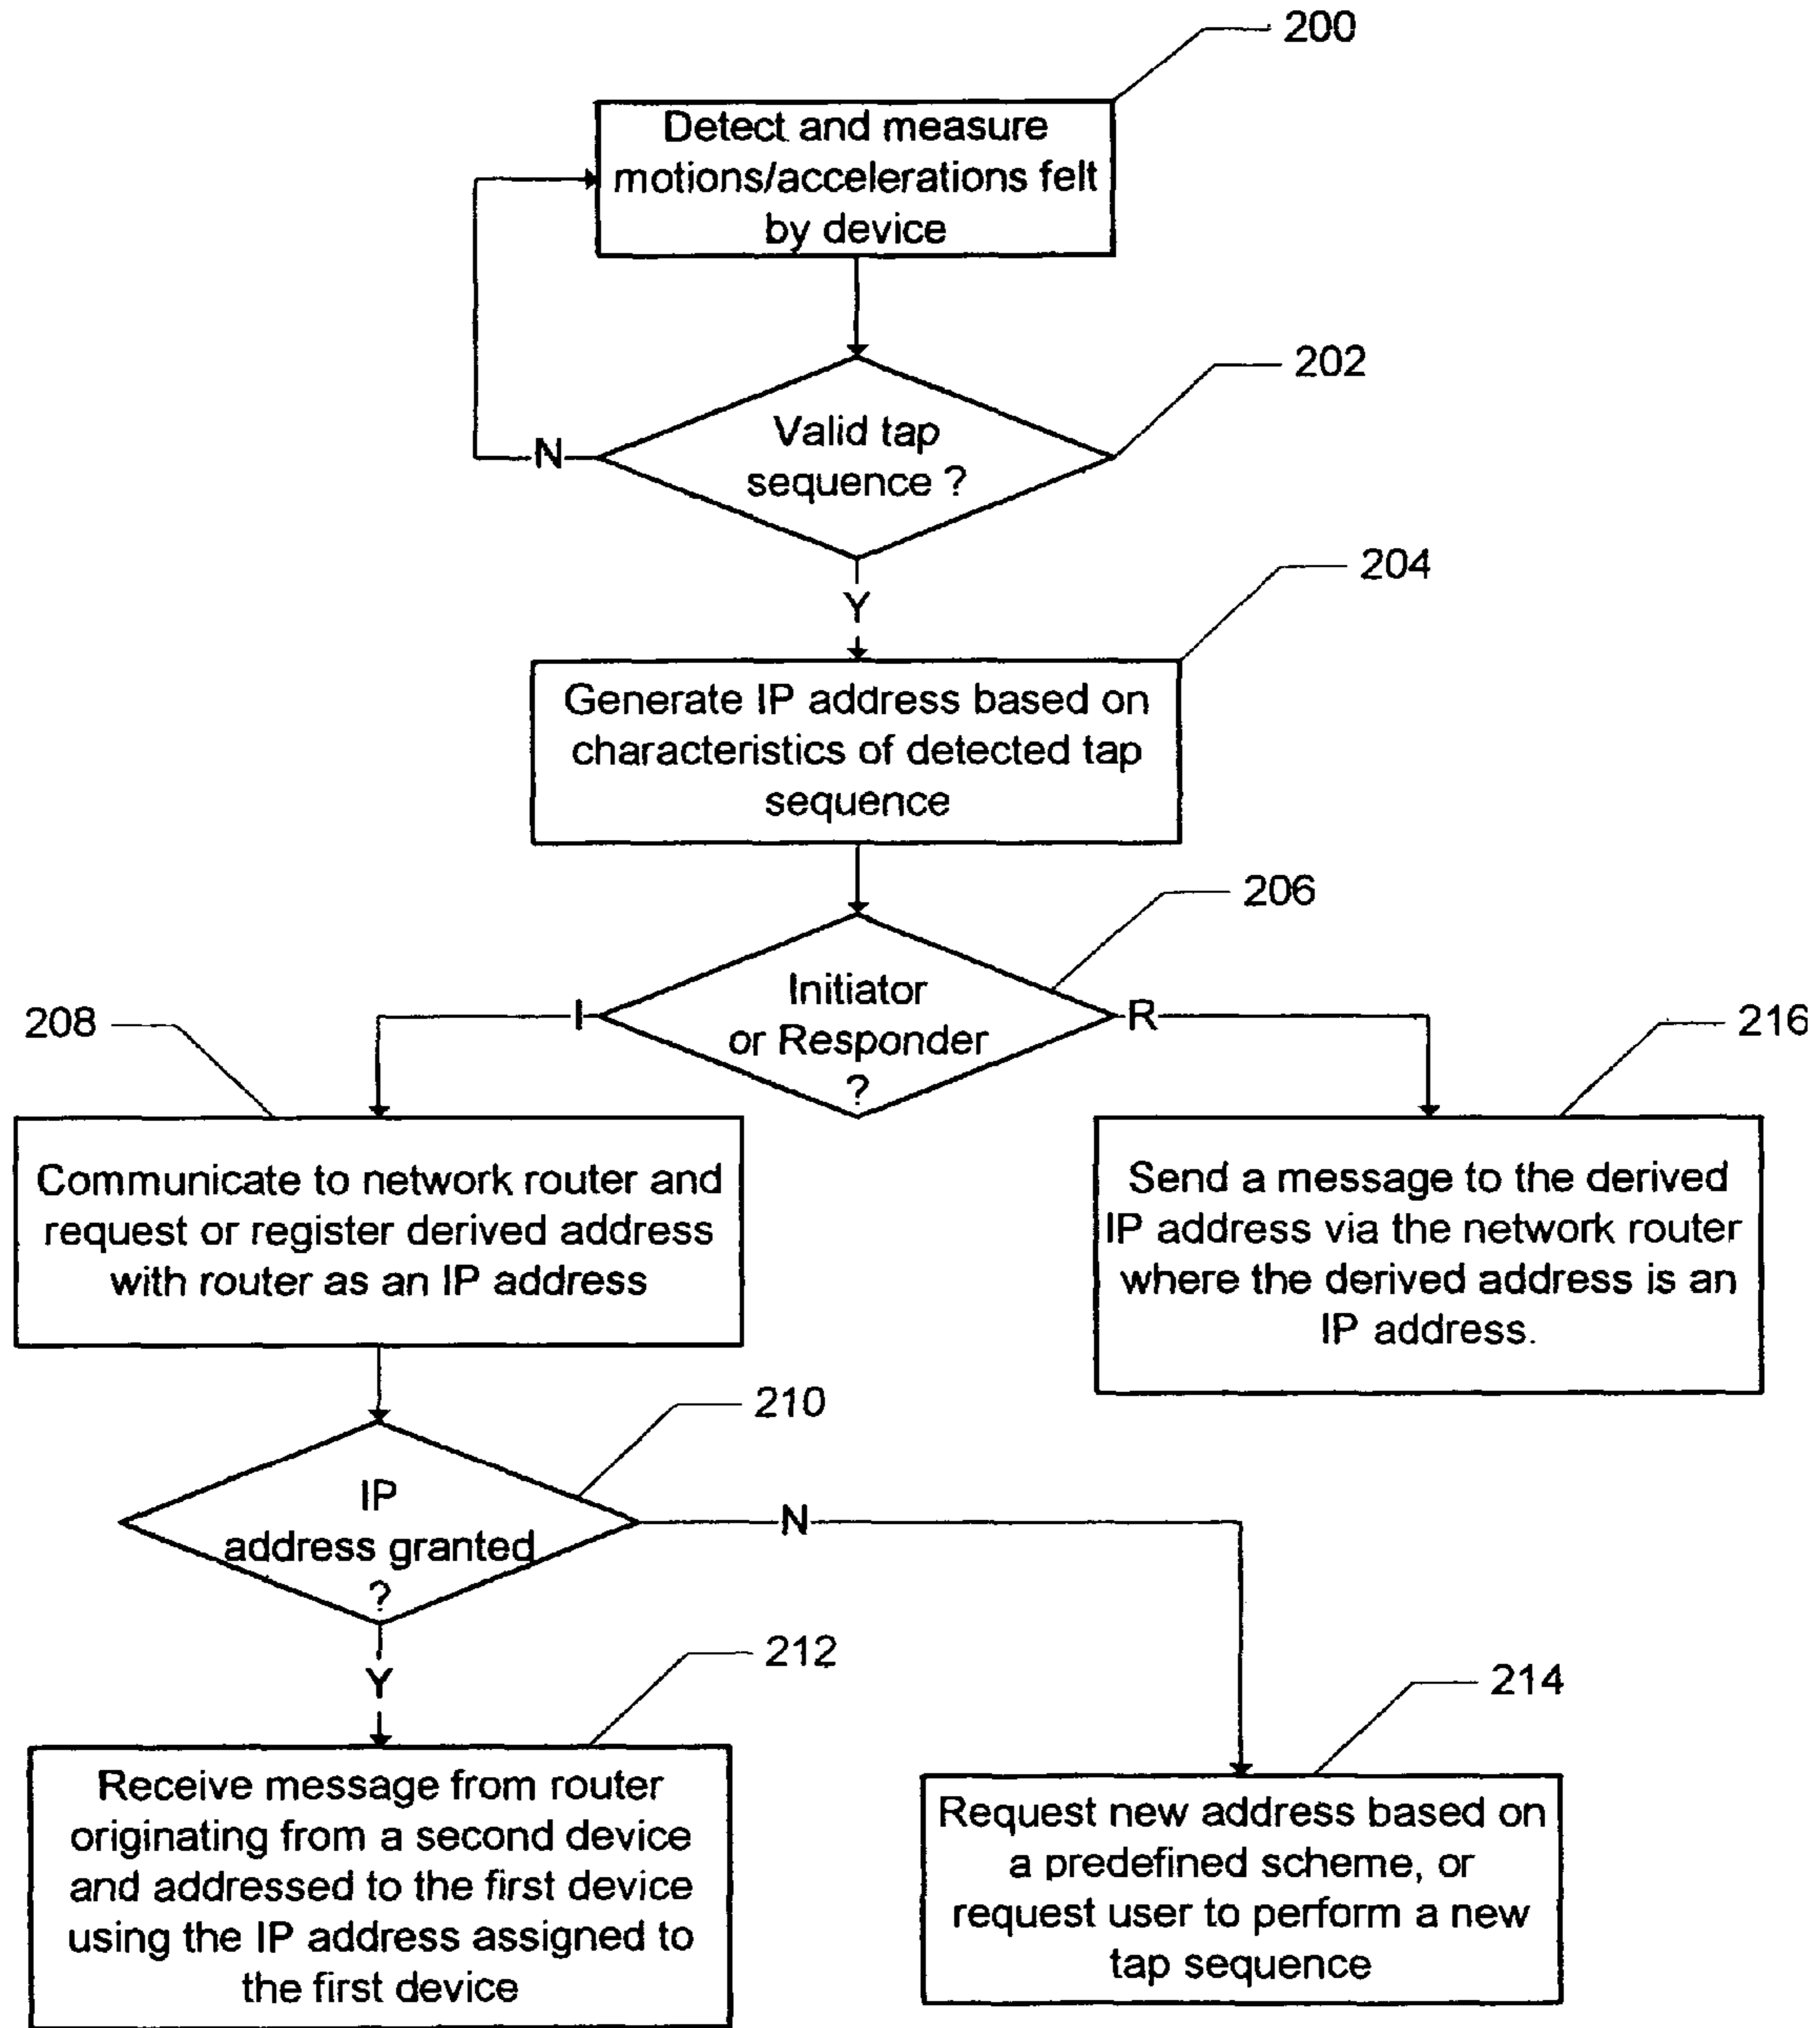 200
Detect and measure
motions/accelerations felt
by device
202
Valid tap
sequence ?
N
Y
204
Generate IP address based on
characteristics of detected tap
sequence
206
Initiator
or Responder
?
I
R
208
Communicate to network router and
request or register derived address
with router as an IP address
216
Send a message to the derived
IP address via the network router
where the derived address is an
IP address.
210
IP
address granted
?
N
Y
212
Receive message from router
originating from a second device
and addressed to the first device
using the IP address assigned to
the first device
214
Request new address based on
a predefined scheme, or
request user to perform a new
tap sequence